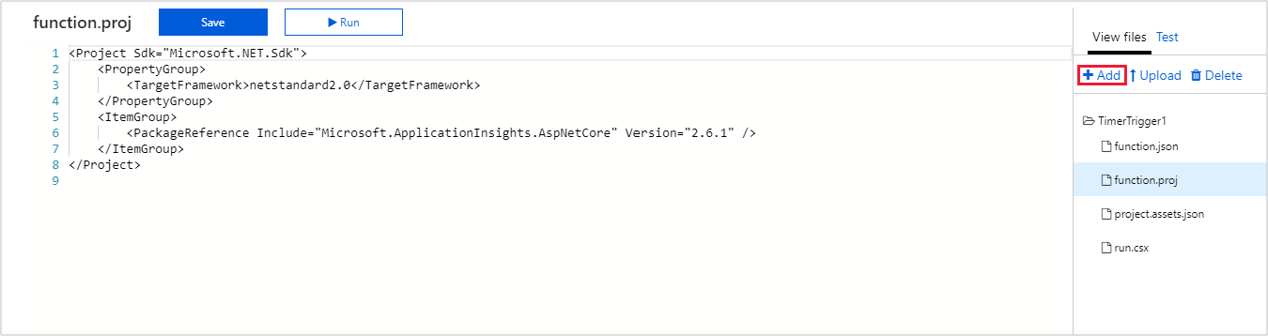 function.proj Save Run
1 <Project Sdk="Microsoft.NET.Sdk">
2 <PropertyGroup>
3 <TargetFramework>netstandard2.0</TargetFramework>
4 </PropertyGroup>
5 <ItemGroup>
6 <PackageReference Include="Microsoft.ApplicationInsights.AspNetCore" Version="2.6.1" />
7 </ItemGroup>
8 </Project>
9
View files Test
Add Upload Delete
TimerTrigger1
function.json
function.proj
project.assets.json
run.csx